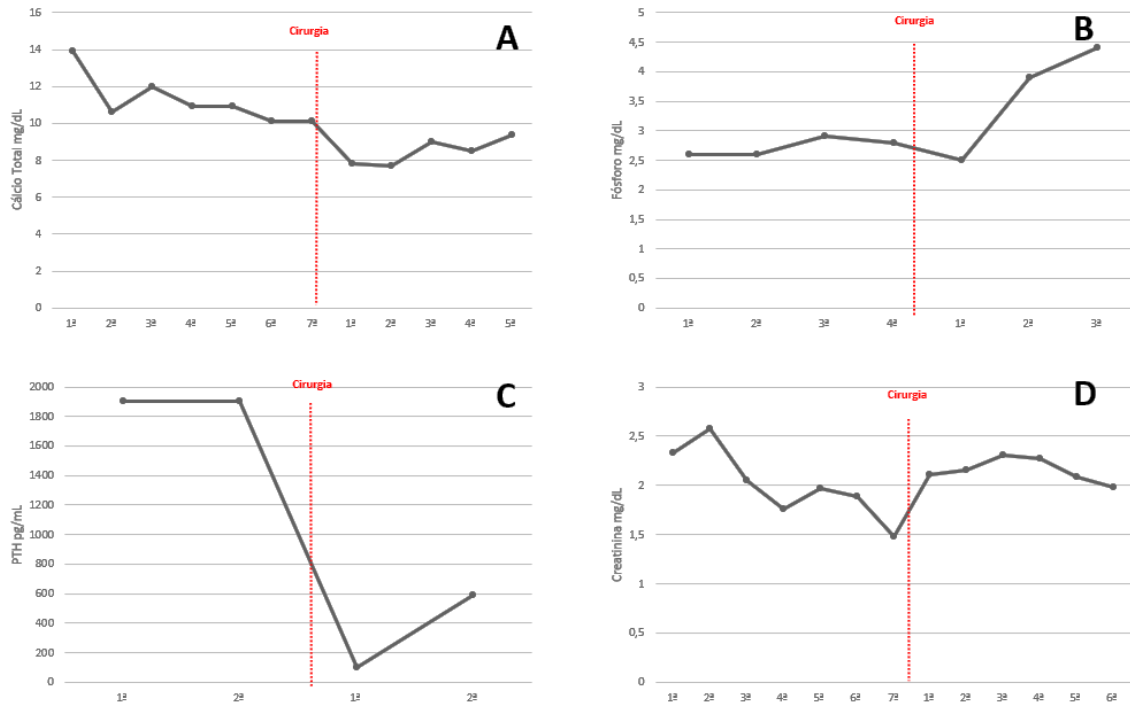 A
Cirurgia
Cálcio Total mg/dL
16
14
12
10
8
6
4
2
0
1ª 2ª 3ª 4ª 5ª 6ª 7ª 1ª 2ª 3ª 4ª 5ª
B
Cirurgia
Fósforo mg/dL
5
4,5
4
3,5
3
2,5
2
1,5
1
0,5
0
1ª 2ª 3ª 4ª 1ª 2ª 3ª
C
Cirurgia
PTH pg/mL
2000
1800
1600
1400
1200
1000
800
600
400
200
0
1ª 2ª 1ª 2ª
D
Cirurgia
Creatinina mg/dL
3
2,5
2
1,5
1
0,5
0
1ª 2ª 3ª 4ª 5ª 6ª 7ª 1ª 2ª 3ª 4ª 5ª 6ª